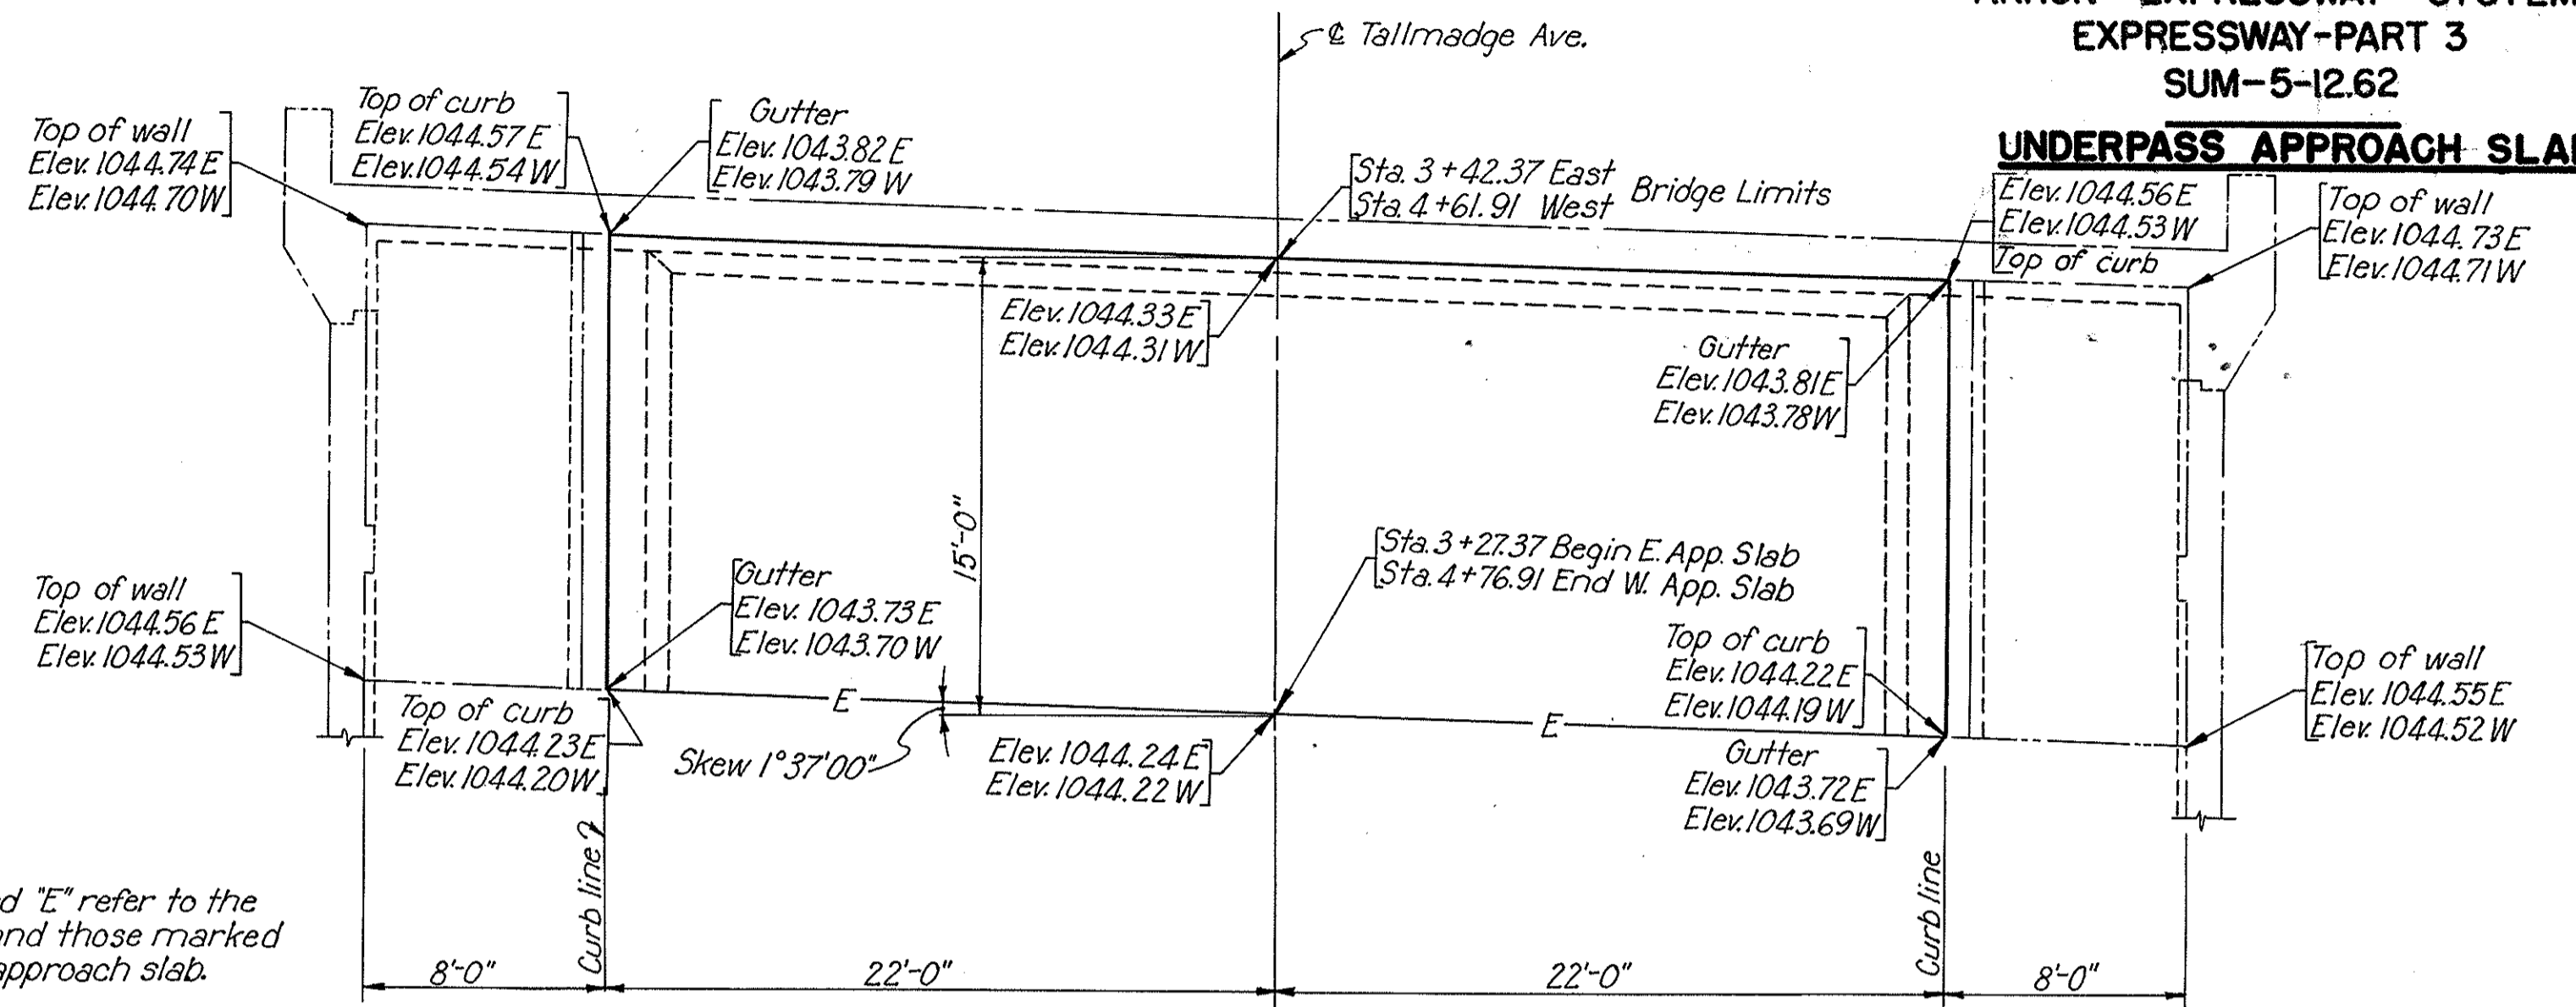 EXPRESSWAY-PART 3
SUM-5-12.62
UNDERPASS APPROACH
℄ Tallmadge Ave.
Top of wall
Elev. 1044.74 E
Elev. 1044.70 W
Top of curb
Elev. 1044.57 E
Elev. 1044.54 W
Gutter
Elev. 1043.82 E
Elev. 1043.79 W
Sta. 3+42.37 East
Sta. 4+61.91 West
Bridge Limits
Elev. 1044.56 E
Elev. 1044.53 W
Top of curb
Top of wall
Elev. 1044.73 E
Elev. 1044.71 W
Elev. 1044.33 E
Elev. 1044.31 W
Gutter
Elev. 1043.81 E
Elev. 1043.78 W
15'-0"
Sta. 3+27.37 Begin E. App. Slab
Sta. 4+76.91 End W. App. Slab
Top of wall
Elev. 1044.56 E
Elev. 1044.53 W
Gutter
Elev. 1043.73 E
Elev. 1043.70 W
Top of curb
Elev. 1044.23 E
Elev. 1044.20 W
E
Skew 1°37'00"
Elev. 1044.24 E
Elev. 1044.22 W
E
Top of curb
Elev. 1044.22 E
Elev. 1044.19 W
Gutter
Elev. 1043.72 E
Elev. 1043.69 W
Top of wall
Elev. 1044.55 E
Elev. 1044.52 W
"E" refer to the
and those marked
approach slab.
Curb line
Curb line
8'-0"
22'-0"
22'-0"
8'-0"